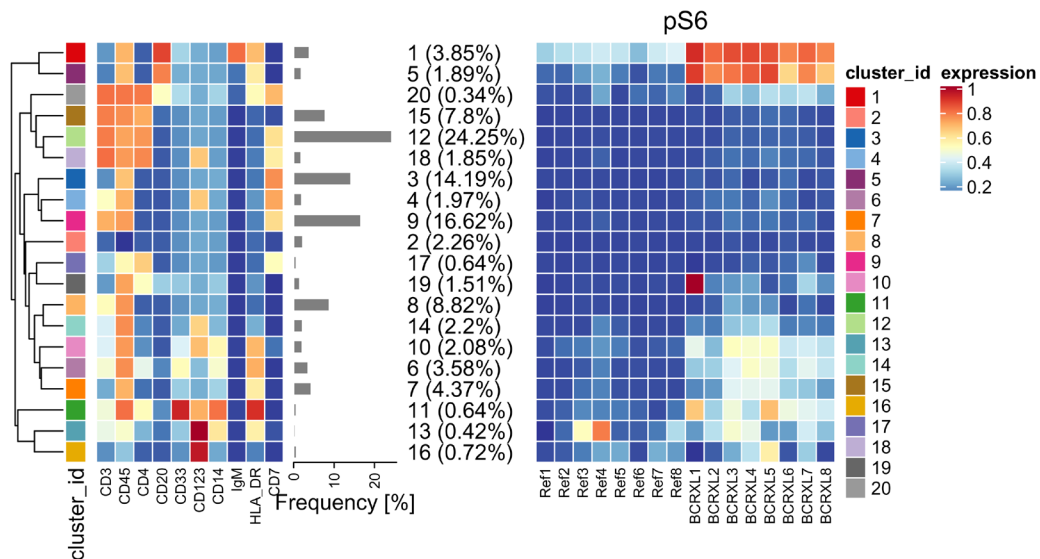 pS6
1 (3.85%)
5 (1.89%)
20 (0.34%)
15 (7.8%)
12 (24.25%)
18 (1.85%)
3 (14.19%)
4 (1.97%)
9 (16.62%)
2 (2.26%)
17 (0.64%)
19 (1.51%)
8 (8.82%)
14 (2.2%)
10 (2.08%)
6 (3.58%)
7 (4.37%)
11 (0.64%)
13 (0.42%)
16 (0.72%)
cluster_id
CD3
CD45
CD4
CD20
CD33
CD123
CD14
IgM
HLA_DR
CD7
0
10
20
Frequency [%]
Ref1
Ref2
Ref3
Ref4
Ref5
Ref6
Ref7
Ref8
BCRXL1
BCRXL2
BCRXL3
BCRXL4
BCRXL5
BCRXL6
BCRXL7
BCRXL8
cluster_id
1
2
3
4
5
6
7
8
9
10
11
12
13
14
15
16
17
18
19
20
expression
1
0.8
0.6
0.4
0.2